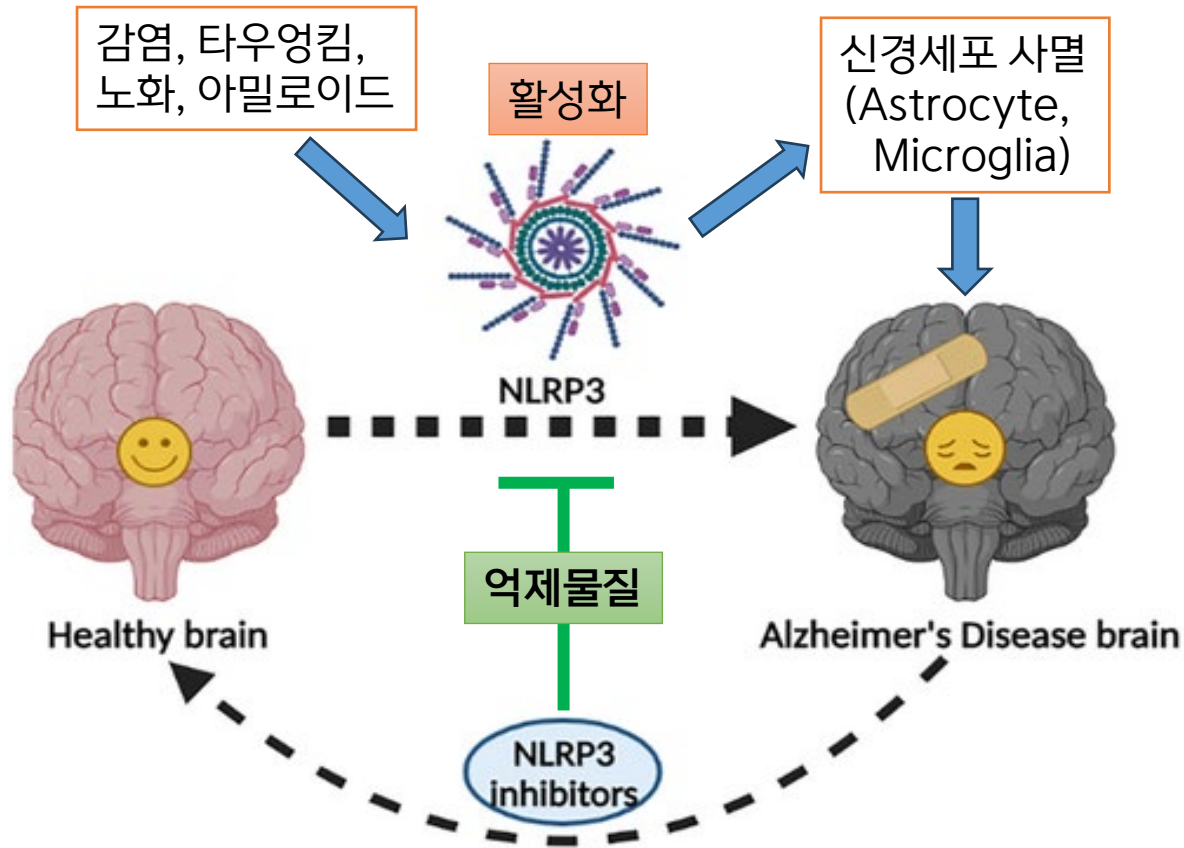 감염, 타우엉킴,
노화, 아밀로이드
활성화
신경세포 사멸
(Astrocyte,
Microglia)
NLRP3
억제물질
Healthy brain
Alzheimer's Disease brain
NLRP3
inhibitors